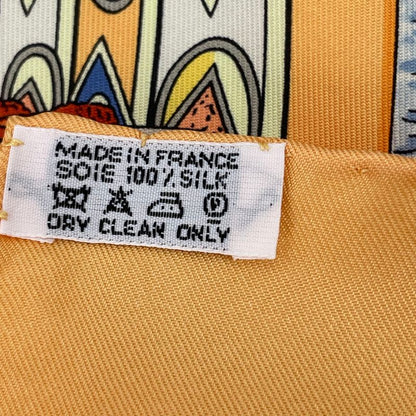 MADE IN FRANCE
SOIE 100% SILK
P
DRY CLEAN ONLY